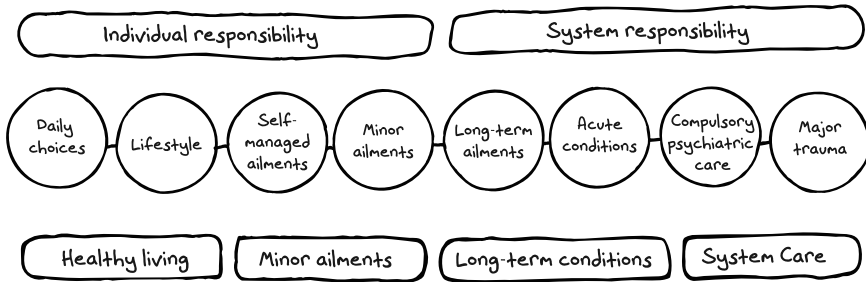 Individual responsibility
System responsibility
Daily
choices
Lifestyle
Self-
managed
ailments
Minor
ailments
Long-term
ailments
Acute
conditions
Compulsory
psychiatric
care
Major
trauma
Healthy living
Minor ailments
Long-term conditions
System Care